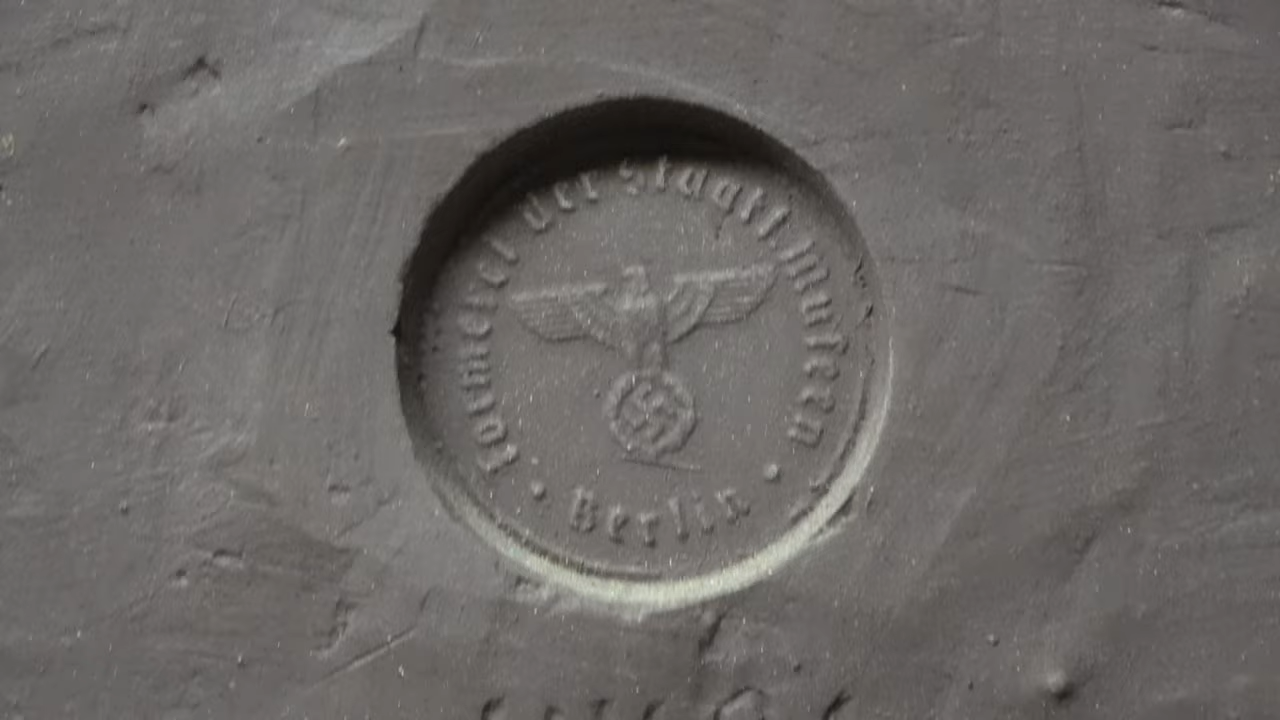 Formerei der Staatl. Museen
• Berlin •